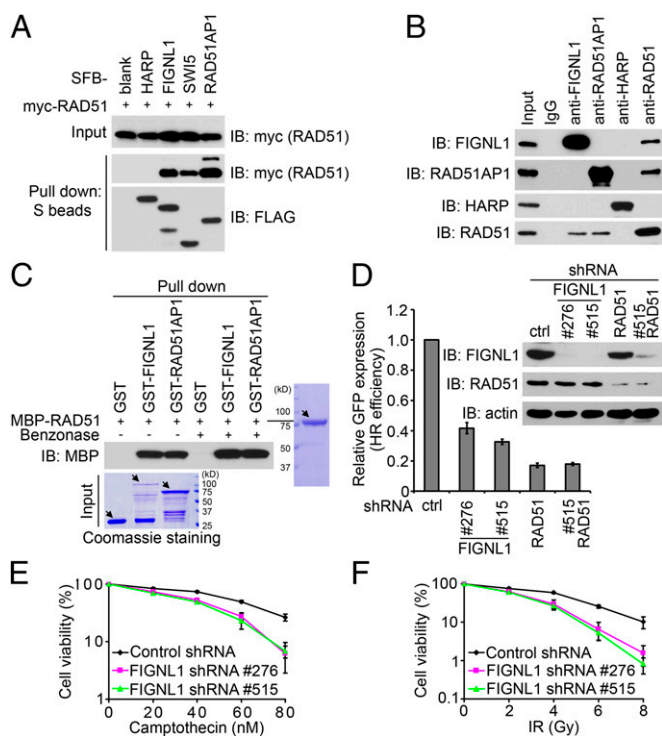 A
SFB-
blank
HARP
FIGNL1
SWI5
RAD51AP1
myc-RAD51 + + + + +
Input
IB: myc (RAD51)
Pull down:
S beads
IB: myc (RAD51)
IB: FLAG
B
Input
IgG
anti-FIGNL1
anti-RAD51AP1
anti-HARP
anti-RAD51
IB: FIGNL1
IB: RAD51AP1
IB: HARP
IB: RAD51
C
Pull down
GST
GST-FIGNL1
GST-RAD51AP1
GST
GST-FIGNL1
GST-RAD51AP1
MBP-RAD51 + + + + + +
Benzonase - - - + + +
IB: MBP
(kD)
100
75
50
37
Input
(kD)
100
75
50
37
25
Coomassie staining
D
Relative GFP expression
(HR efficiency)
1.2
1.0
0.8
0.6
0.4
0.2
0
shRNA
ctrl
#276
#515
FIGNL1
RAD51
#515
RAD51
shRNA
FIGNL1
ctrl
#276
#515
RAD51
#515
RAD51
IB: FIGNL1
IB: RAD51
IB: actin
E
Cell viability (%)
100
10
1
0 20 40 60 80
Camptothecin (nM)
Control shRNA
FIGNL1 shRNA #276
FIGNL1 shRNA #515
F
Cell viability (%)
100
10
1
0.1
0 2 4 6 8
IR (Gy)
Control shRNA
FIGNL1 shRNA #276
FIGNL1 shRNA #515